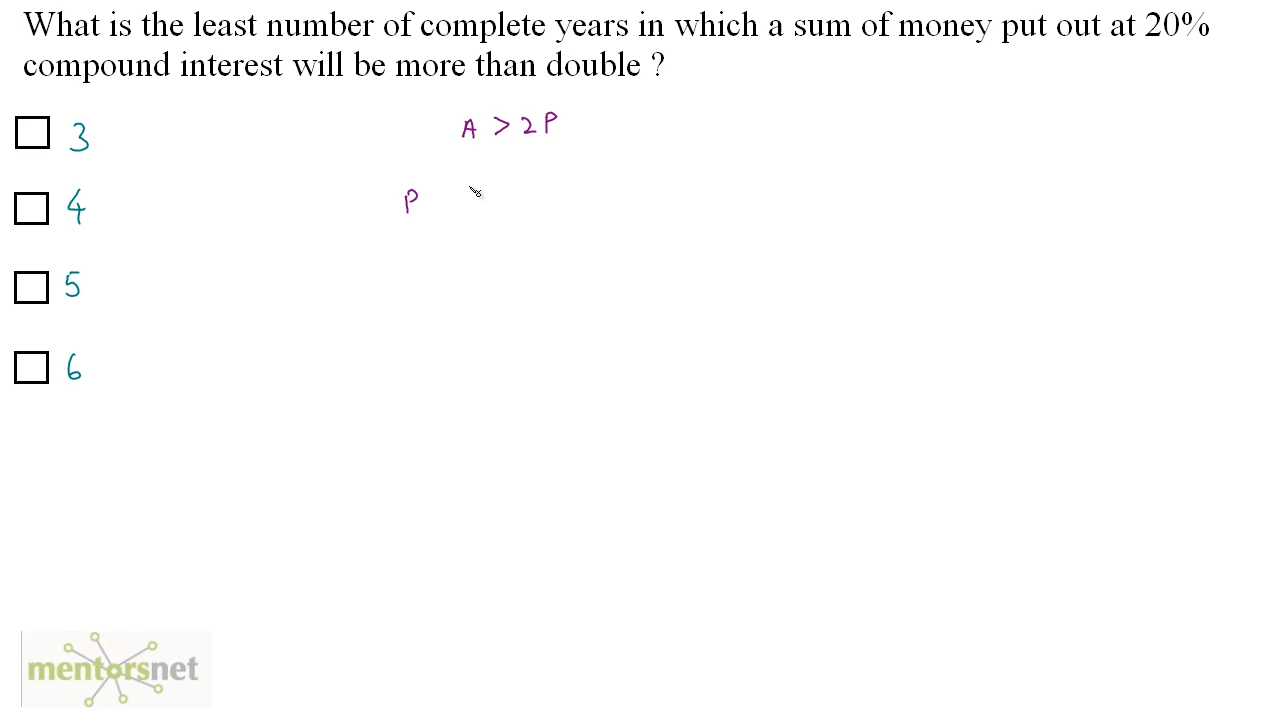 What is the least number of complete years in which a sum of money put out at 20%
compound interest will be more than double ?
3
A > 2 P
4
P
5
6
mentorsnet